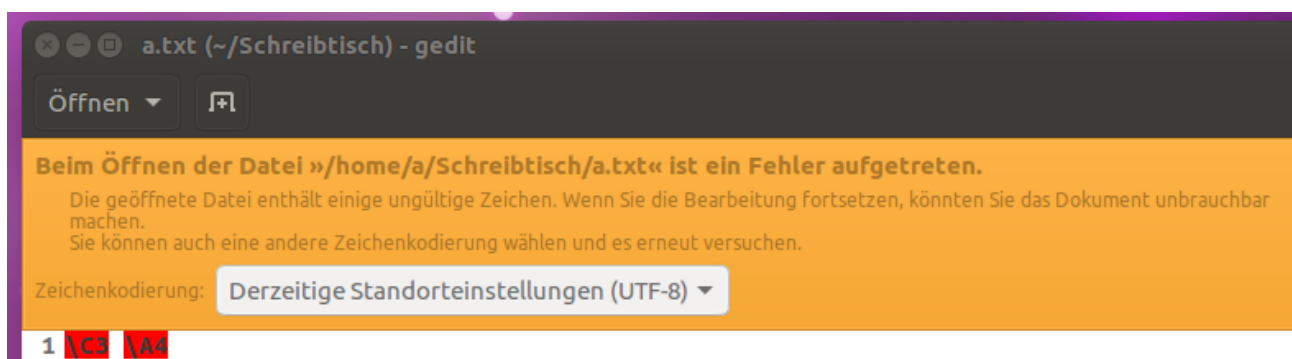 a.txt (~/Schreibtisch) - gedit
Öffnen
Beim Öffnen der Datei »/home/a/Schreibtisch/a.txt« ist ein Fehler aufgetreten.
Die geöffnete Datei enthält einige ungültige Zeichen. Wenn Sie die Bearbeitung fortsetzen, könnten Sie das Dokument unbrauchbar
machen.
Sie können auch eine andere Zeichenkodierung wählen und es erneut versuchen.
Zeichenkodierung: Derzeitige Standorteinstellungen (UTF-8)
1 \C3 \A4